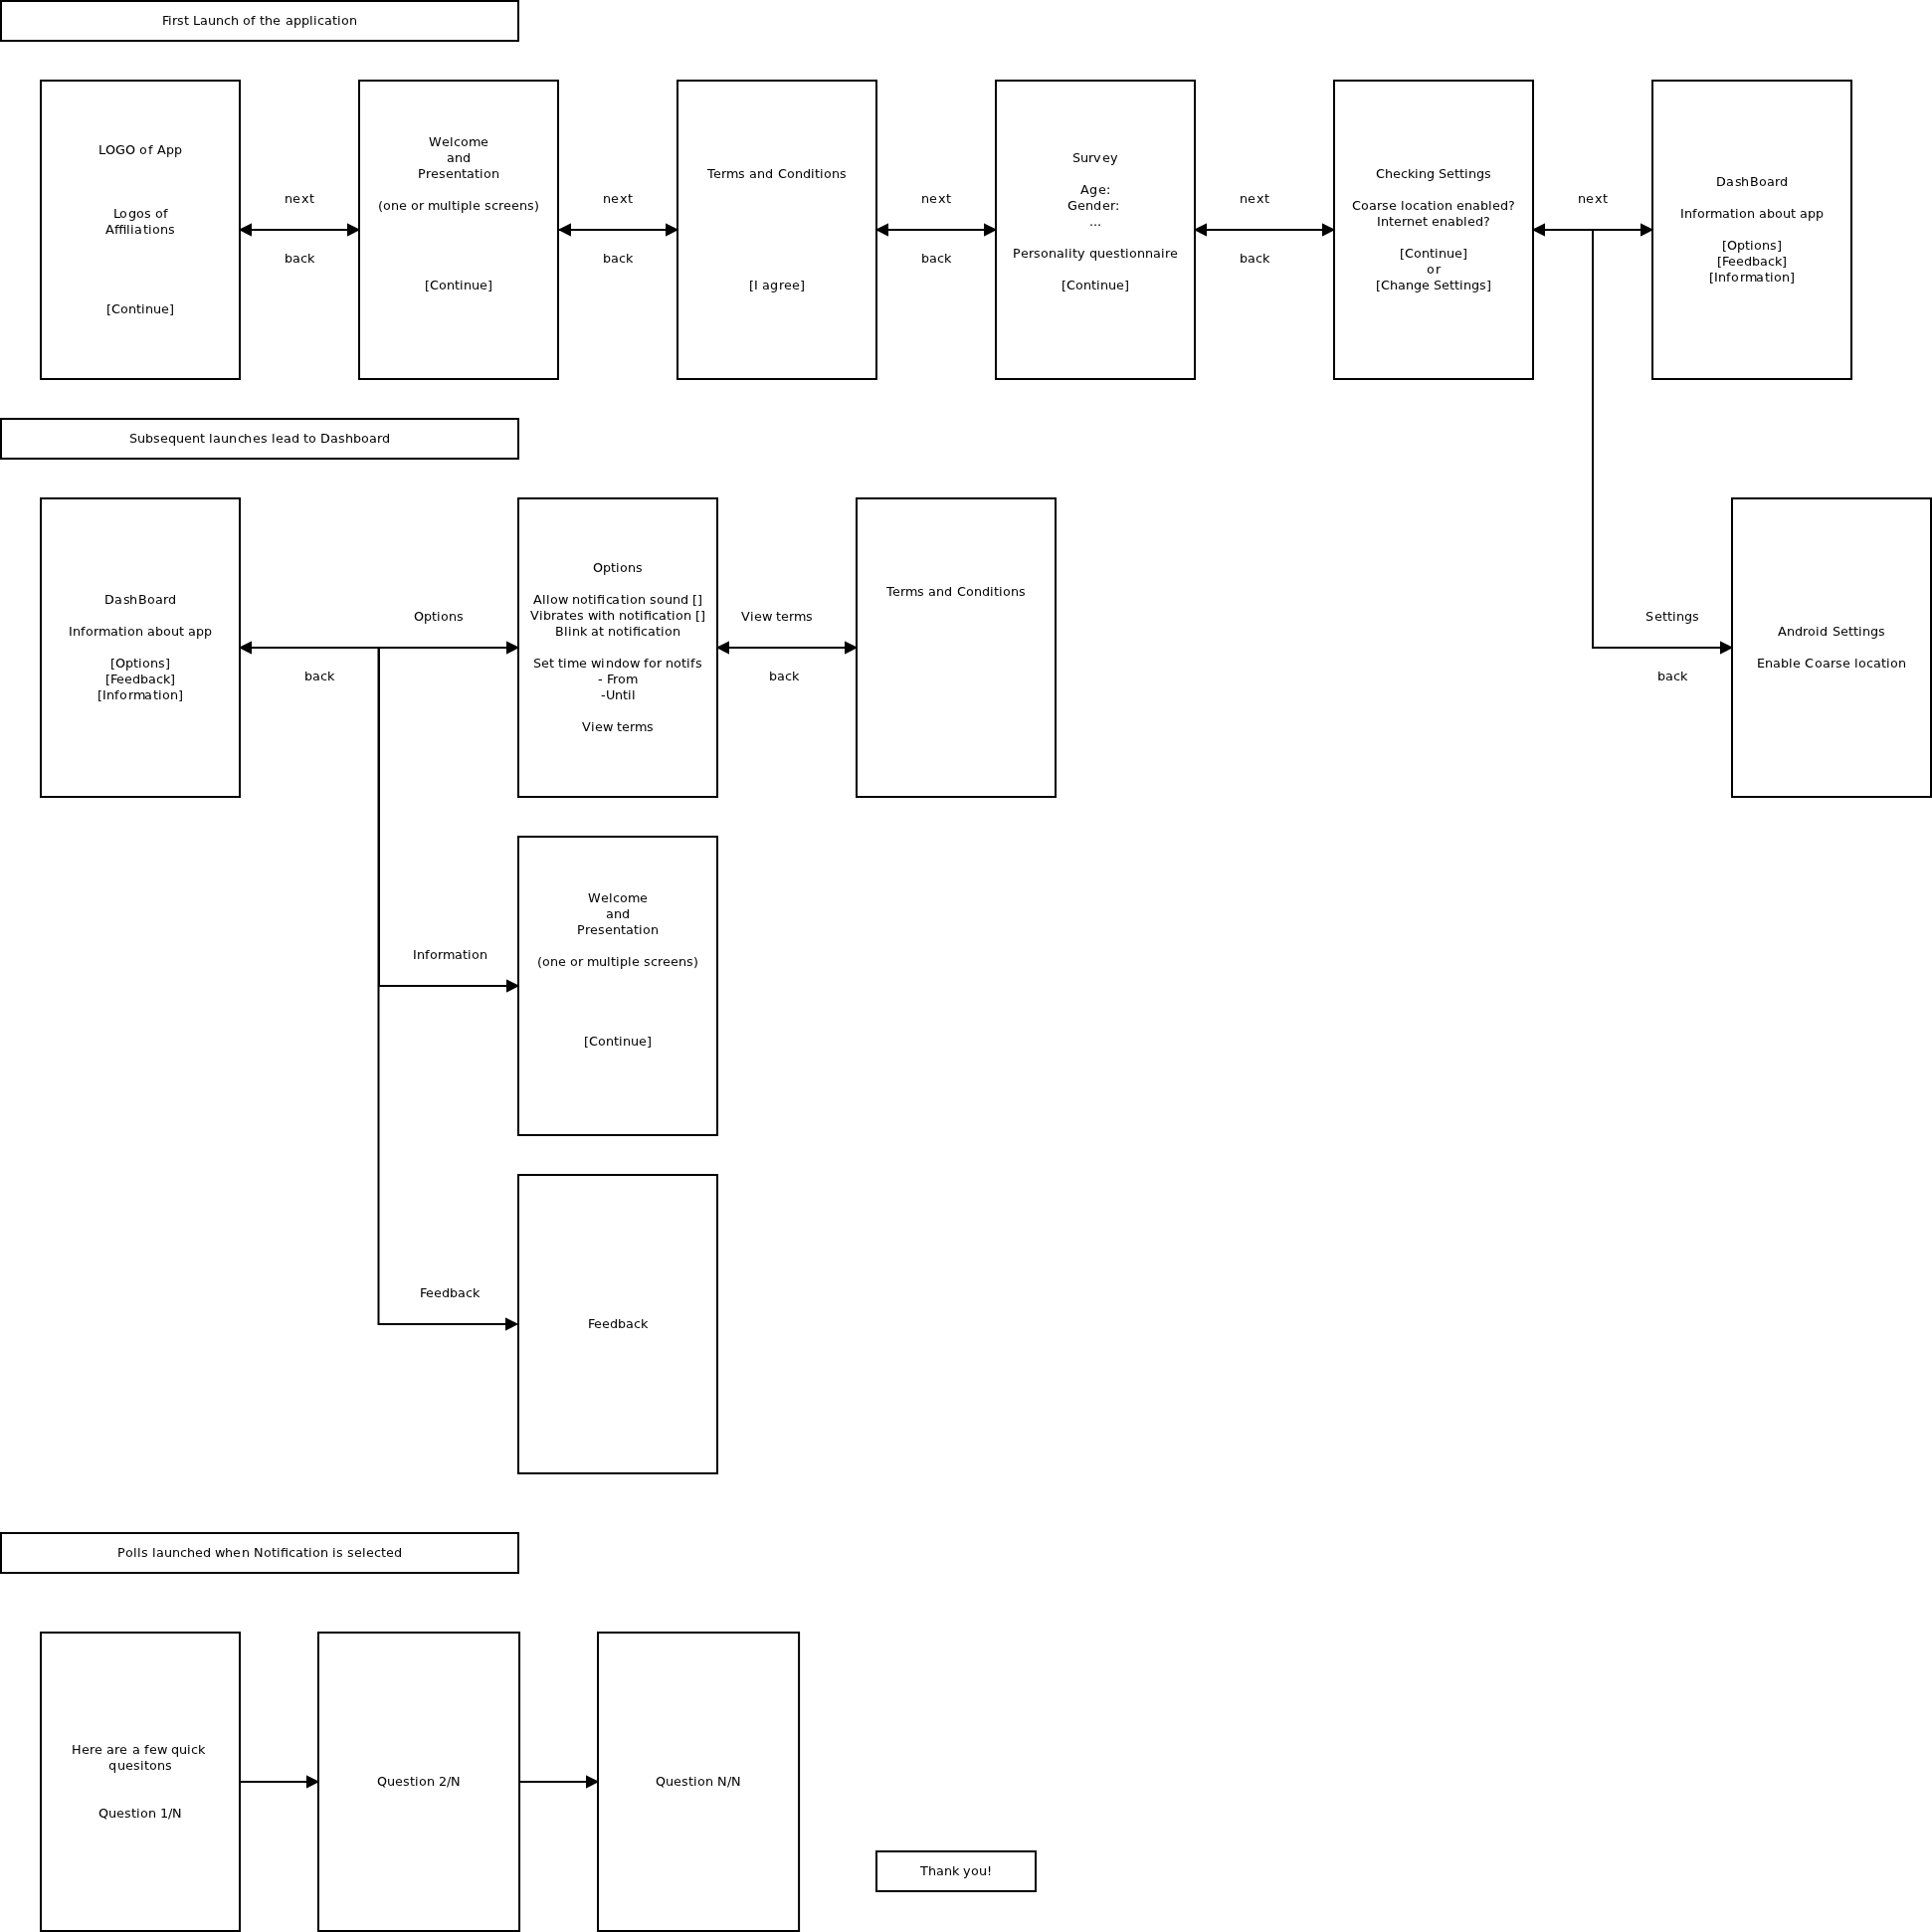 First Launch of the application
LOGO of App
Logos of
Affiliations
[Continue]
next
back
Welcome
and
Presentation
(one or multiple screens)
[Continue]
next
back
Terms and Conditions
[I agree]
next
back
Survey
Age:
Gender:
...
Personality questionnaire
[Continue]
next
back
Checking Settings
Coarse location enabled?
Internet enabled?
[Continue]
or
[Change Settings]
next
DashBoard
Information about app
[Options]
[Feedback]
[Information]
Subsequent launches lead to Dashboard
DashBoard
Information about app
[Options]
[Feedback]
[Information]
Options
back
Options
Allow notification sound []
Vibrates with notification []
Blink at notification
Set time window for notifs
- From
-Until
View terms
View terms
back
Terms and Conditions
Settings
back
Android Settings
Enable Coarse location
Information
Welcome
and
Presentation
(one or multiple screens)
[Continue]
Feedback
Feedback
Polls launched when Notification is selected
Here are a few quick
quesitons
Question 1/N
Question 2/N
Question N/N
Thank you!